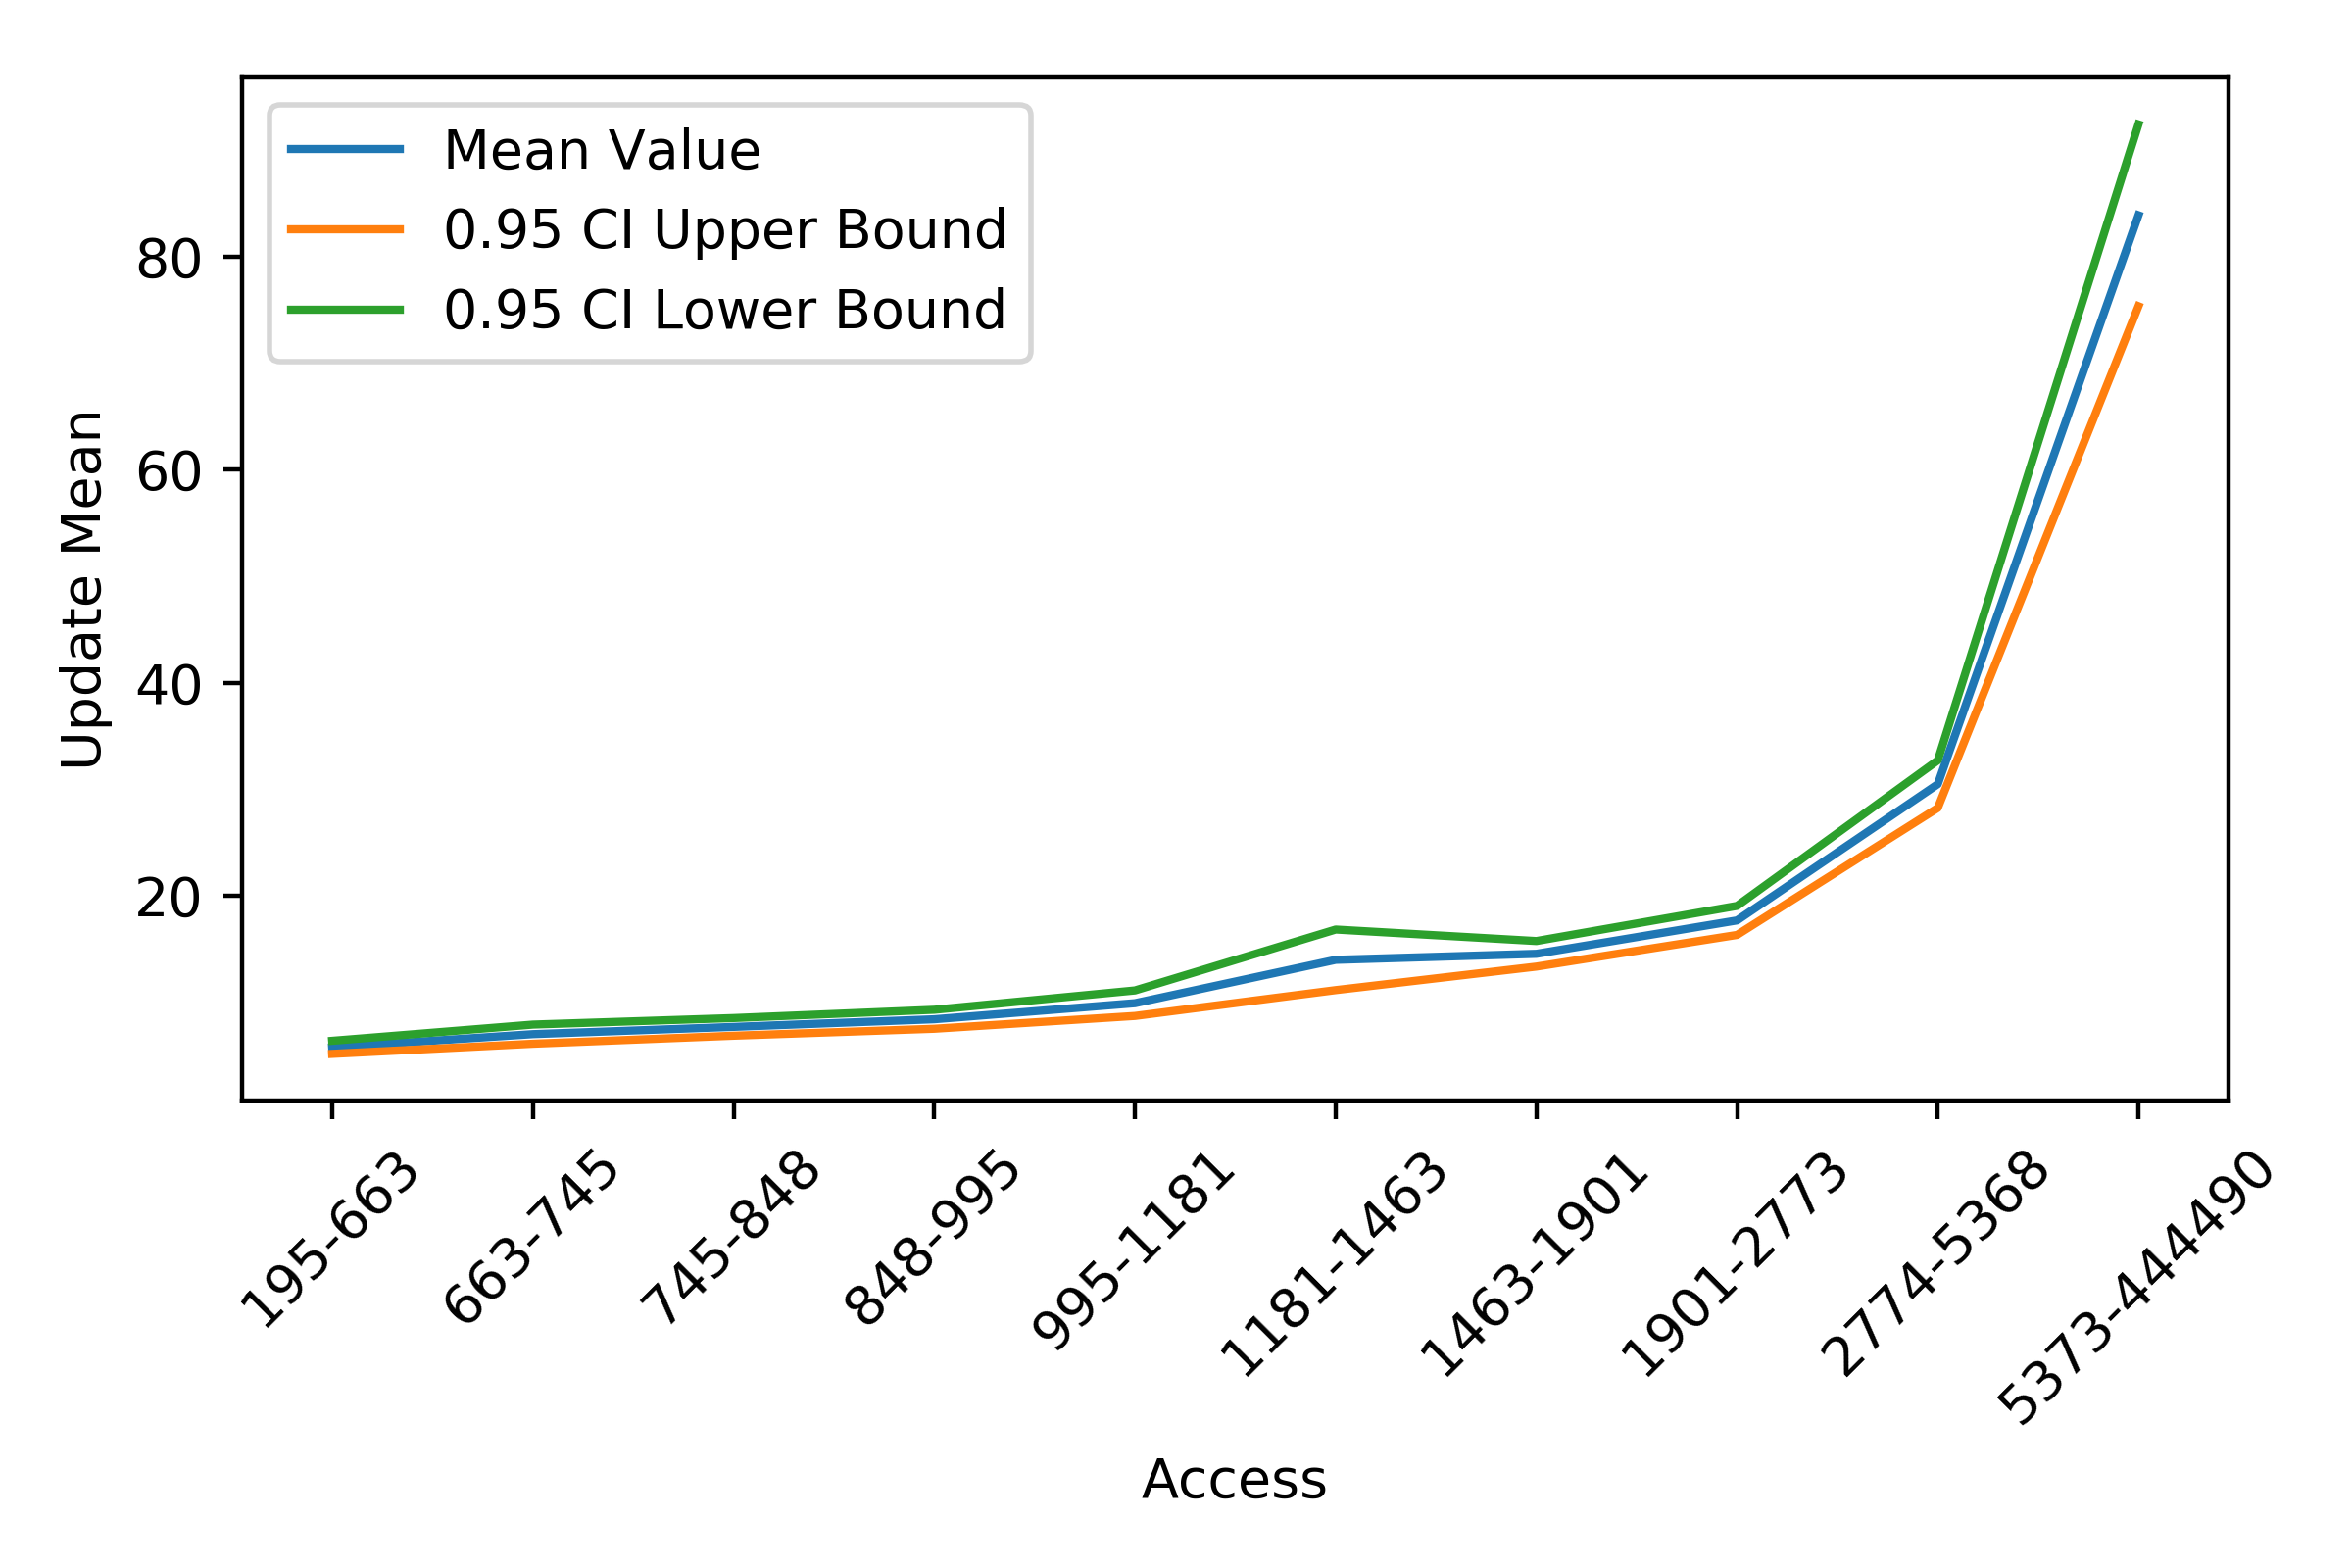 Mean Value
0.95 CI Upper Bound
0.95 CI Lower Bound
80
60
40
20
Update Mean
195-663
663-745
745-848
848-995
995-1181
1181-1463
1463-1901
1901-2773
2774-5368
5373-444490
Access